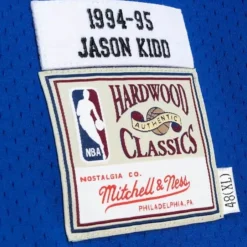 1994-95
JASON KIDD
HARDWOOD
AUTHENTIC
CLASSICS
NBA
NOSTALGIA CO.
Mitchell & Ness
PHILADELPHIA, PA.
48(XL)